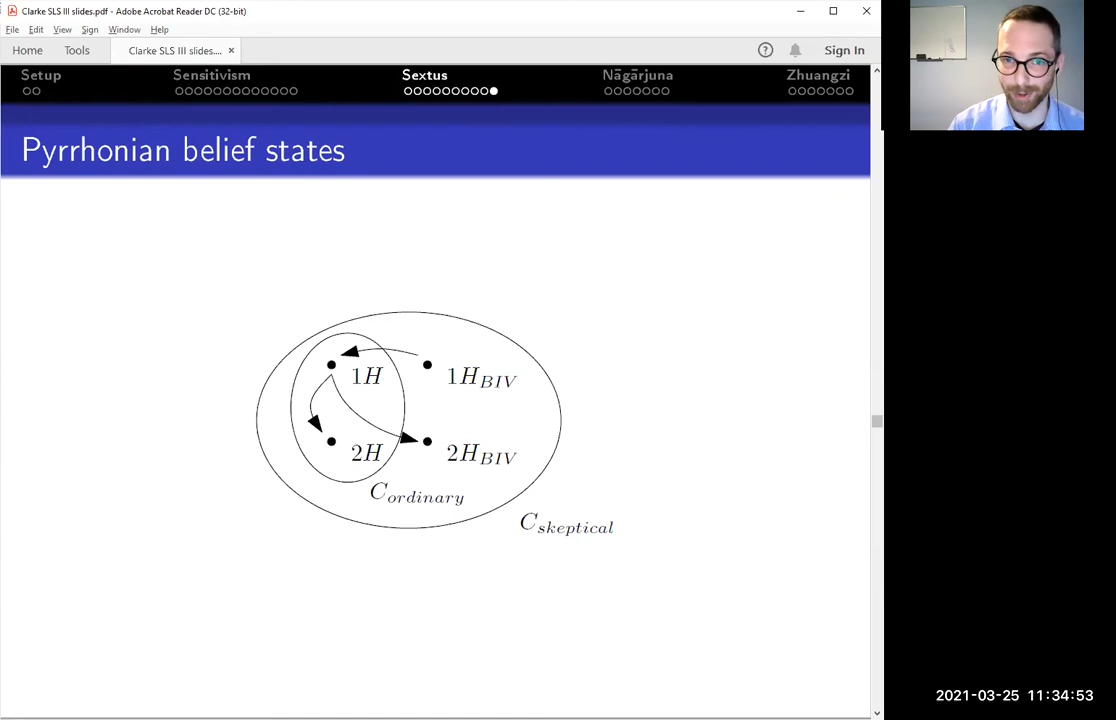 Clarke SLS III slides.pdf - Adobe Acrobat Reader DC (32-bit)
File Edit View Sign Window Help
Home Tools Clarke SLS III slides.... × Sign In
Setup Sensitivism Sextus Nāgārjuna Zhuangzi
Pyrrhonian belief states
1H 1H_BIV
2H 2H_BIV
C_ordinary
C_skeptical
2021-03-25 11:34:53